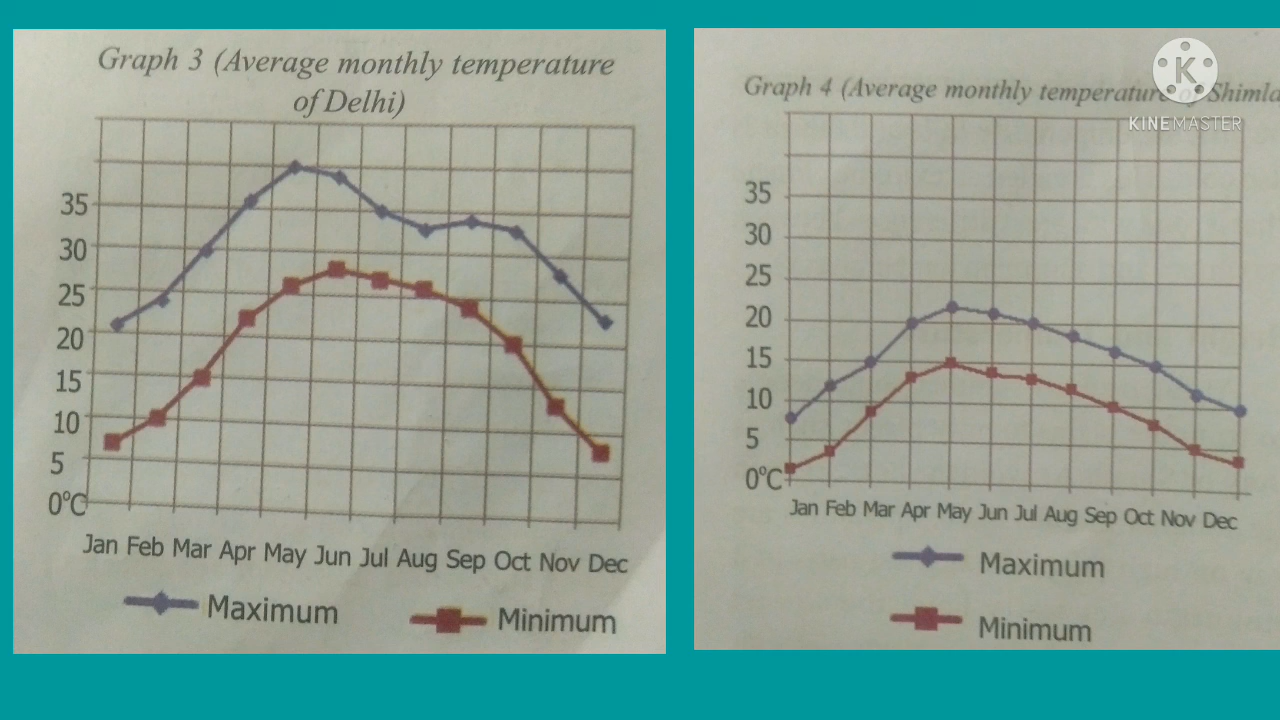 Graph 3 (Average monthly temperature
of Delhi)
35
30
25
20
15
10
5
0°C
Jan Feb Mar Apr May Jun Jul Aug Sep Oct Nov Dec
Maximum
Minimum
Graph 4 (Average monthly temperature of Shimla
K
KINEMASTER
35
30
25
20
15
10
5
0°C
Jan Feb Mar Apr May Jun Jul Aug Sep Oct Nov Dec
Maximum
Minimum